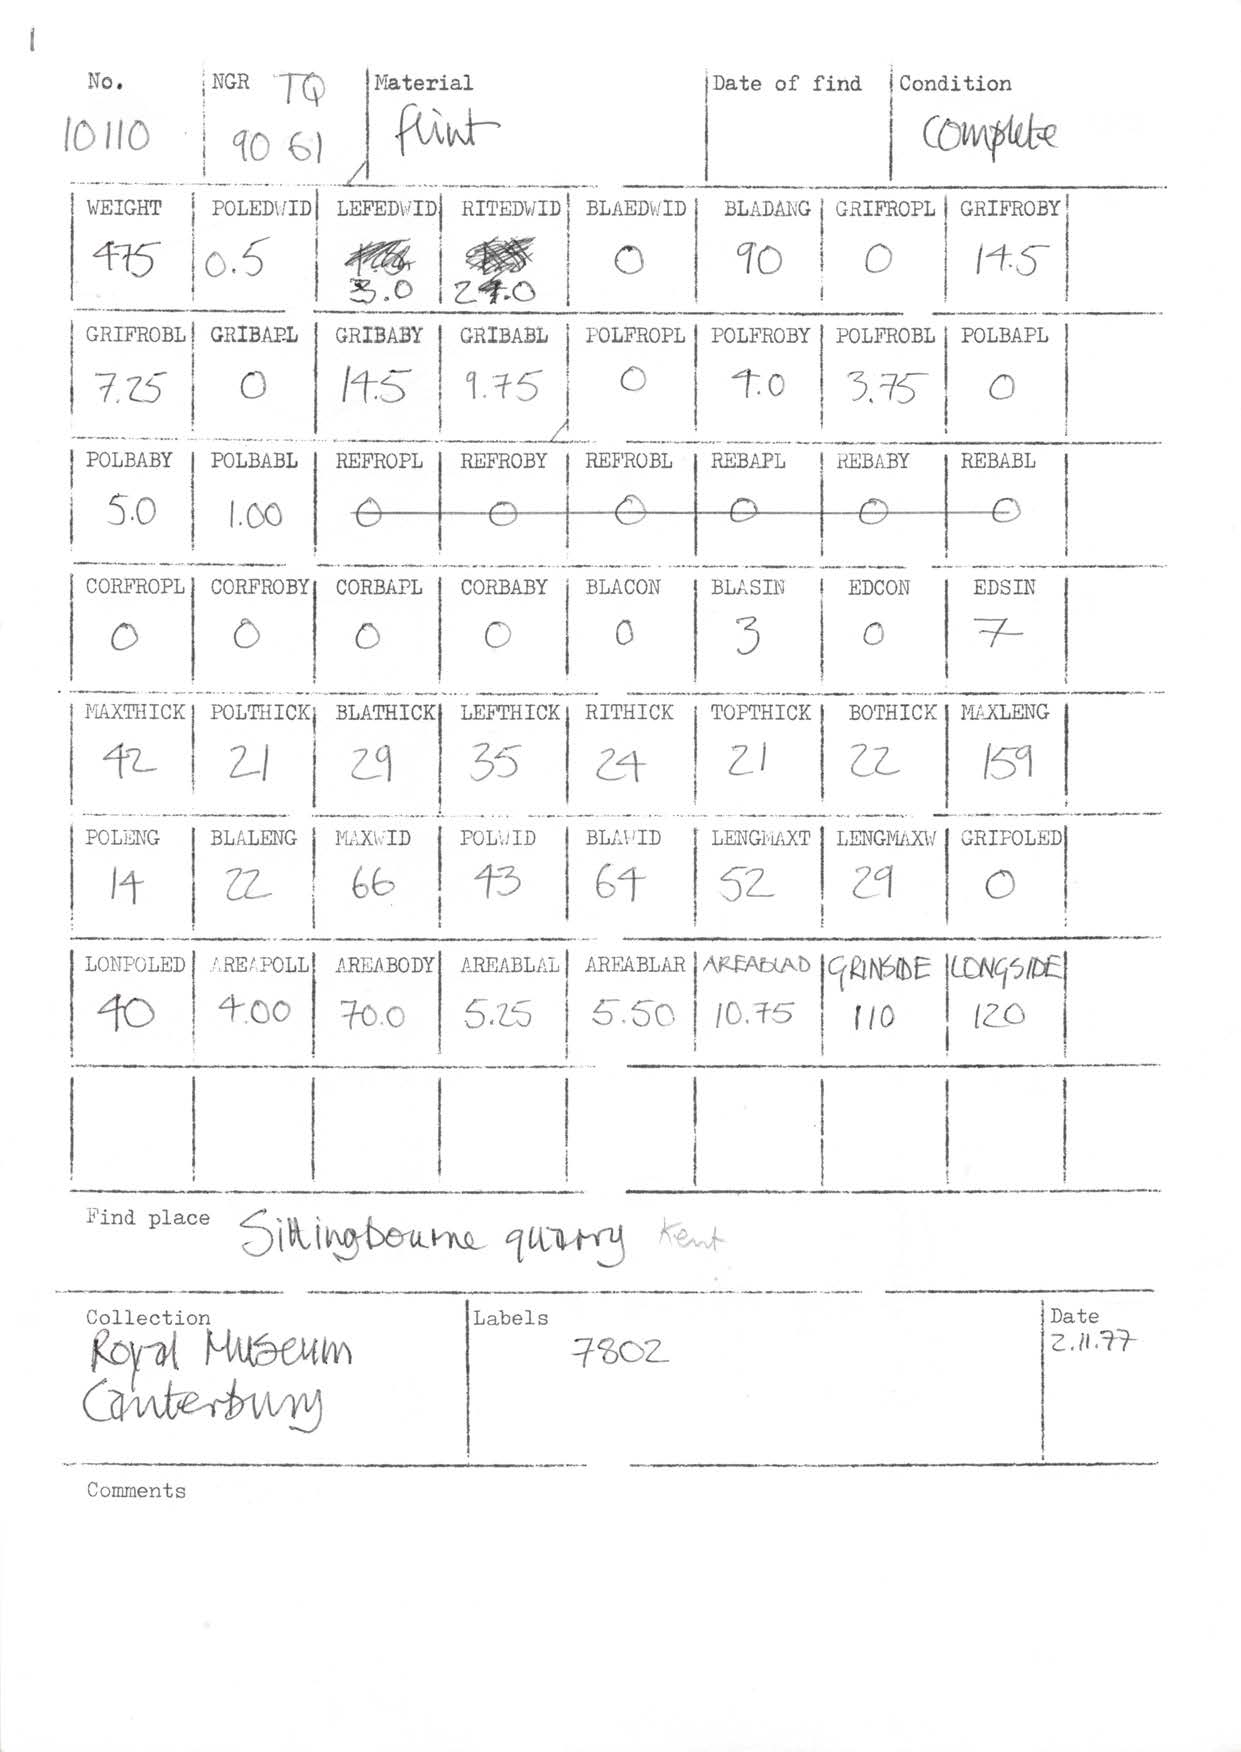 1
No. NGR TQ Material Date of find Condition
10110 90 61 flint complete
WEIGHT POLEDWID LEFEDWID RITEDWID BLAEDWID BLADANG GRIFROPL GRIFROBY
475 0.5 3.0 0 90 0 14.5
GRIFROBL GRIBAPL GRIBABY GRIBABL POLFROPL POLFROBY POLFROBL POLBAPL
7.25 0 14.5 9.75 0 4.0 3.75 0
POLBABY POLBABL REFROPL REFROBY REFROBL REBAPL REBABY REBABL
5.0 1.00 0 0 0 0 0 0
CORFROPL CORFROBY CORBAPL CORBABY BLACON BLASIN EDCON EDSIN
0 0 0 0 0 3 0 7
MAXTHICK POLTHICK BLATHICK LEFTHICK RITHICK TOPTHICK BOTHICK MAXLENG
42 21 29 35 24 21 22 159
POLENG BLALENG MAXWID POLWID BLAWID LENGMAXT LENGMAXW GRIPOLED
14 22 66 43 64 52 29 0
LONPOLED AREAPOLL AREABODY AREABLAL AREABLAR AREABLAD GRINSIDE LONGSIDE
40 4.00 70.0 5.25 5.50 10.75 110 120
Find place Sittingbourne quarry Kent
Collection Labels Date
Royal Museum 7802 2.11.77
Canterbury
Comments